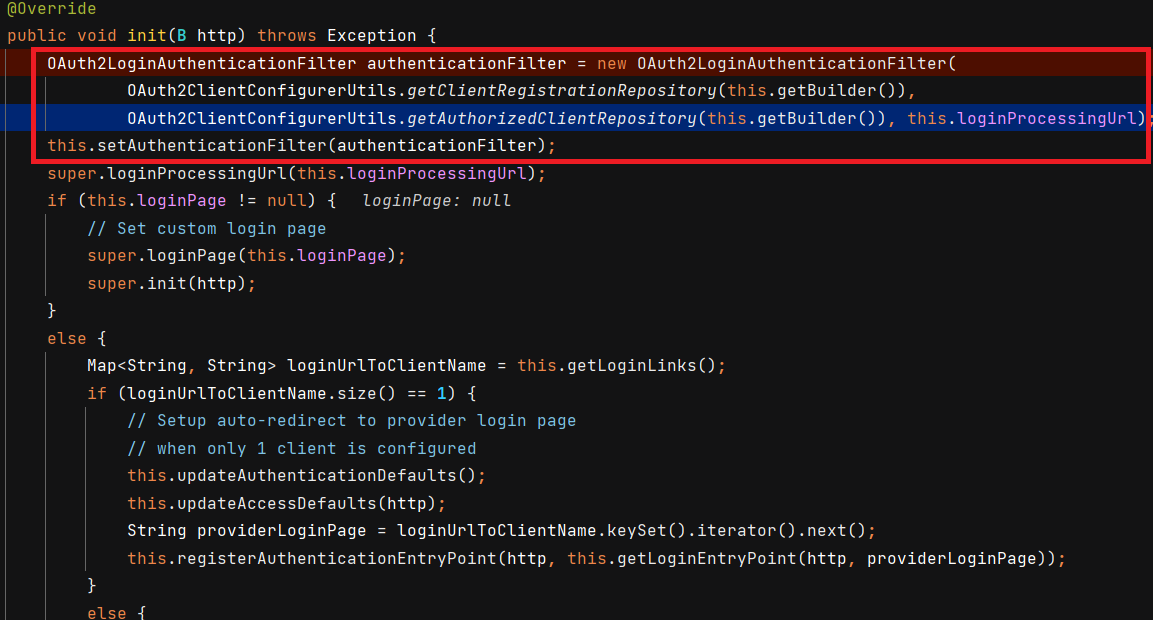 @Override
public void init(B http) throws Exception {
OAuth2LoginAuthenticationFilter authenticationFilter = new OAuth2LoginAuthenticationFilter(
OAuth2ClientConfigurerUtils.getClientRegistrationRepository(this.getBuilder()),
OAuth2ClientConfigurerUtils.getAuthorizedClientRepository(this.getBuilder()), this.loginProcessingUrl);
this.setAuthenticationFilter(authenticationFilter);
super.loginProcessingUrl(this.loginProcessingUrl);
if (this.loginPage != null) { loginPage: null
// Set custom login page
super.loginPage(this.loginPage);
super.init(http);
}
else {
Map<String, String> loginUrlToClientName = this.getLoginLinks();
if (loginUrlToClientName.size() == 1) {
// Setup auto-redirect to provider login page
// when only 1 client is configured
this.updateAuthenticationDefaults();
this.updateAccessDefaults(http);
String providerLoginPage = loginUrlToClientName.keySet().iterator().next();
this.registerAuthenticationEntryPoint(http, this.getLoginEntryPoint(http, providerLoginPage));
}
else {